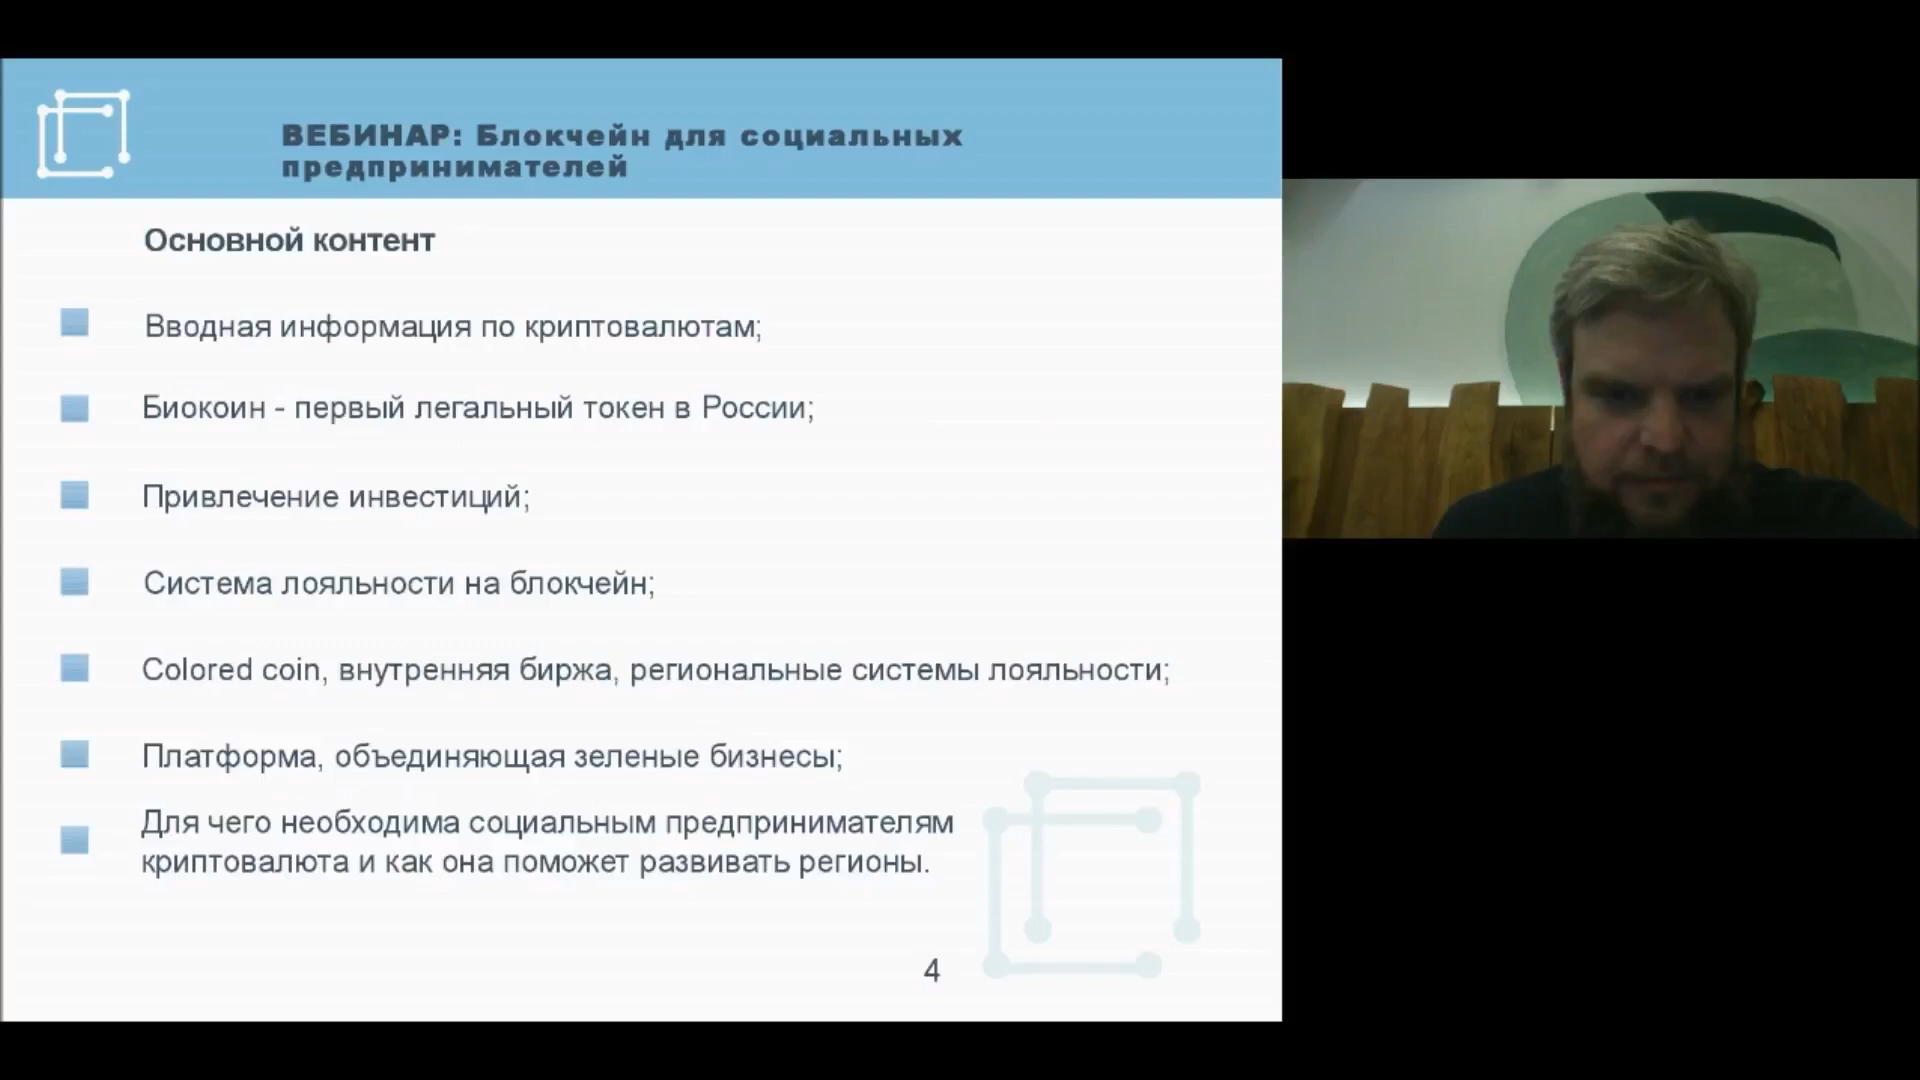 ВЕБИНАР: Блокчейн для социальных
предпринимателей
Основной контент
Вводная информация по криптовалютам;
Биокоин - первый легальный токен в России;
Привлечение инвестиций;
Система лояльности на блокчейн;
Colored coin, внутренняя биржа, региональные системы лояльности;
Платформа, объединяющая зеленые бизнесы;
Для чего необходима социальным предпринимателям
криптовалюта и как она поможет развивать регионы.
4